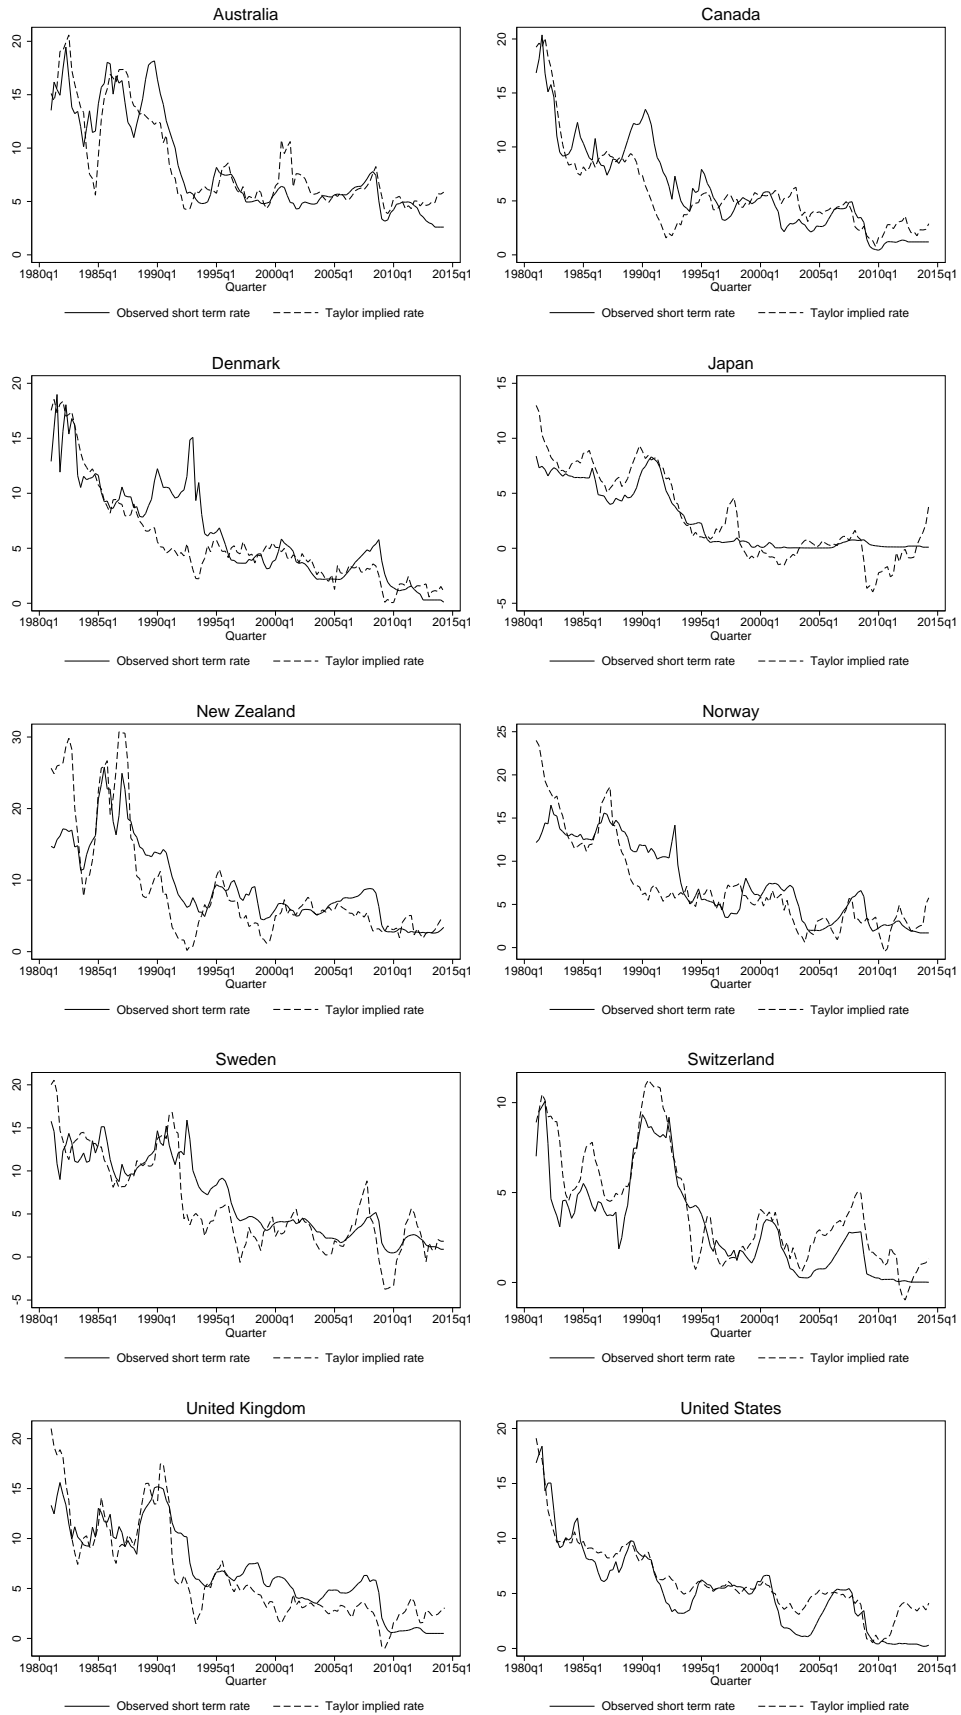 Australia
20
15
10
5
0
1980q1 1985q1 1990q1 1995q1 2000q1 2005q1 2010q1 2015q1
Quarter
Observed short term rate Taylor implied rate
Canada
20
15
10
5
0
1980q1 1985q1 1990q1 1995q1 2000q1 2005q1 2010q1 2015q1
Quarter
Observed short term rate Taylor implied rate
Denmark
20
15
10
5
0
1980q1 1985q1 1990q1 1995q1 2000q1 2005q1 2010q1 2015q1
Quarter
Observed short term rate Taylor implied rate
Japan
15
10
5
0
-5
1980q1 1985q1 1990q1 1995q1 2000q1 2005q1 2010q1 2015q1
Quarter
Observed short term rate Taylor implied rate
New Zealand
30
20
10
0
1980q1 1985q1 1990q1 1995q1 2000q1 2005q1 2010q1 2015q1
Quarter
Observed short term rate Taylor implied rate
Norway
25
20
15
10
5
0
1980q1 1985q1 1990q1 1995q1 2000q1 2005q1 2010q1 2015q1
Quarter
Observed short term rate Taylor implied rate
Sweden
20
15
10
5
0
-5
1980q1 1985q1 1990q1 1995q1 2000q1 2005q1 2010q1 2015q1
Quarter
Observed short term rate Taylor implied rate
Switzerland
10
5
0
1980q1 1985q1 1990q1 1995q1 2000q1 2005q1 2010q1 2015q1
Quarter
Observed short term rate Taylor implied rate
United Kingdom
20
15
10
5
0
1980q1 1985q1 1990q1 1995q1 2000q1 2005q1 2010q1 2015q1
Quarter
Observed short term rate Taylor implied rate
United States
20
15
10
5
0
1980q1 1985q1 1990q1 1995q1 2000q1 2005q1 2010q1 2015q1
Quarter
Observed short term rate Taylor implied rate